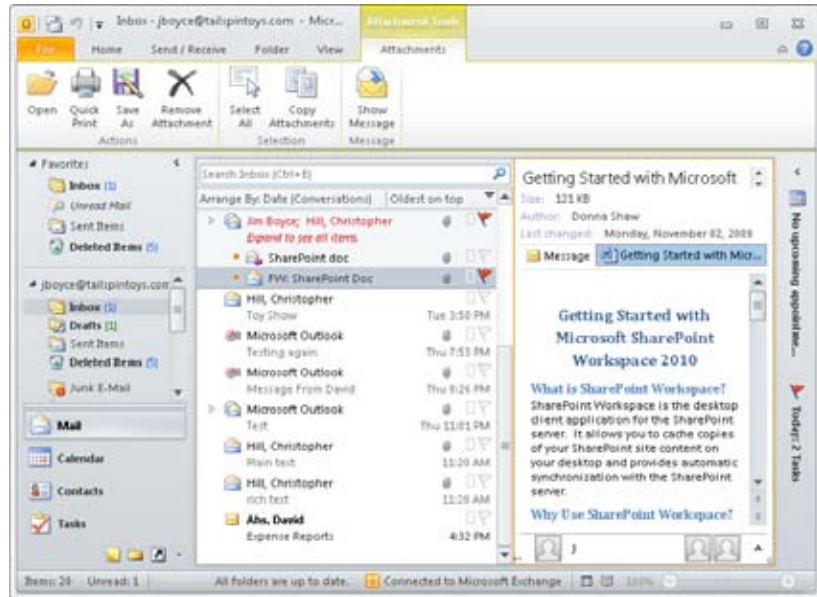 Inbox - jboyce@tailspintoys.com - Micr...
Attachment Tools
File
Home
Send / Receive
Folder
View
Attachments
Open
Quick Print
Save As
Remove Attachment
Select All
Copy Attachments
Show Message
Actions
Selection
Message
Favorites
Inbox (1)
Unread Mail
Sent Items
Deleted Items (5)
jboyce@tailspintoys.com
Inbox (1)
Drafts [1]
Sent Items
Deleted Items (5)
Junk E-Mail
Mail
Calendar
Contacts
Tasks
Search Inbox (Ctrl+E)
Arrange By: Date (Conversations)
Oldest on top
Jim Boyce; Hill, Christopher
Expand to see all items.
SharePoint doc
FW: SharePoint Doc
Hill, Christopher
Toy Show
Tue 3:50 PM
Microsoft Outlook
Testing again
Thu 7:53 PM
Microsoft Outlook
Message From David
Thu 8:26 PM
Microsoft Outlook
Test
Thu 11:01 PM
Hill, Christopher
Plain text
11:20 AM
Hill, Christopher
rich text
11:20 AM
Ahs, David
Expense Reports
4:32 PM
Getting Started with Microsoft
Size: 121 KB
Author: Donna Shaw
Last changed: Monday, November 02, 2009
Message
Getting Started with Micr...
Getting Started with
Microsoft SharePoint
Workspace 2010
What is SharePoint Workspace?
SharePoint Workspace is the desktop
client application for the SharePoint
server. It allows you to cache copies
of your SharePoint site content on
your desktop and provides automatic
synchronization with the SharePoint
server.
Why Use SharePoint Workspace?
J
No upcoming appointme...
Today: 2 Tasks
Items: 20
Unread: 1
All folders are up to date.
Connected to Microsoft Exchange
100%